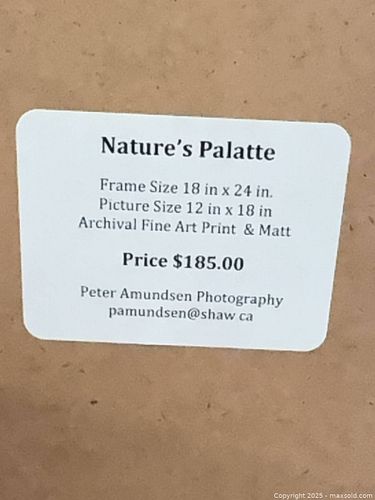 Nature's Palatte
Frame Size 18 in x 24 in.
Picture Size 12 in x 18 in
Archival Fine Art Print & Matt
Price $185.00
Peter Amundsen Photography
pamundsen@shaw ca
Copyright 2025 - maxsold.com